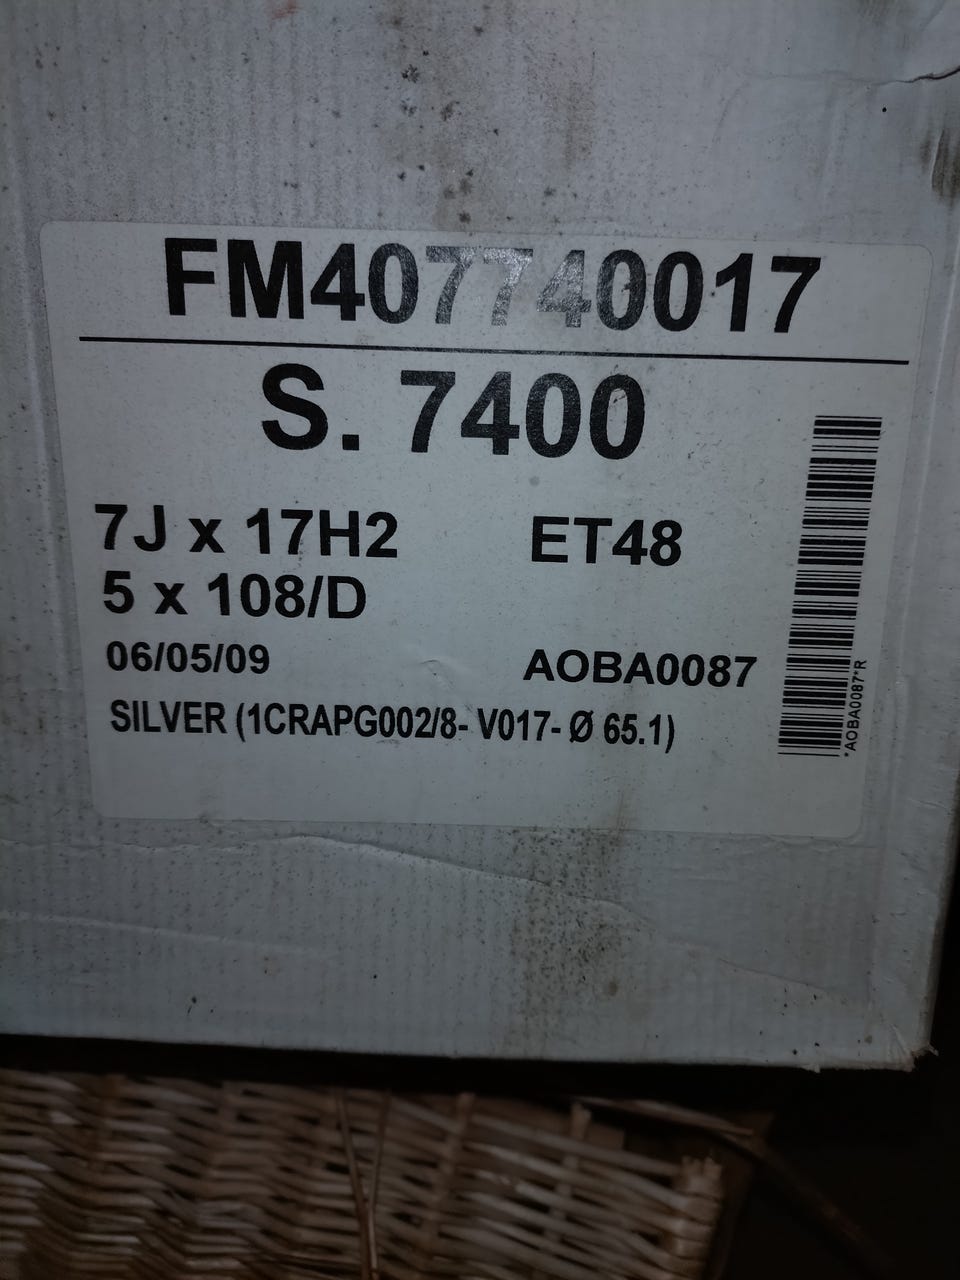 FM407740017
S. 7400
7J x 17H2 ET48
5 x 108/D
06/05/09 AOBA0087
SILVER (1CRAPG002/8- V017- Ø 65.1)
*AOBA0087*R